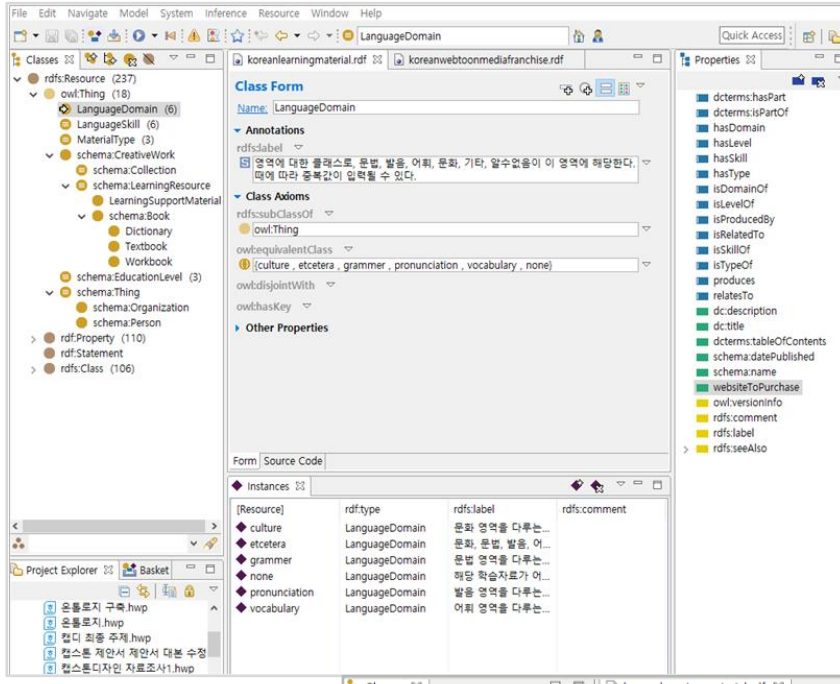 File Edit Navigate Model System Inference Resource Window Help
LanguageDomain
Quick Access
Classes
rdfs:Resource (237)
owl:Thing (18)
LanguageDomain (6)
LanguageSkill (6)
MaterialType (3)
schema:CreativeWork
schema:Collection
schema:LearningResource
LearningSupportMaterial
schema:Book
Dictionary
Textbook
Workbook
schema:EducationLevel (3)
schema:Thing
schema:Organization
schema:Person
rdf:Property (110)
rdf:Statement
rdfs:Class (106)
Project Explorer Basket
온톨로지 구축.hwp
온톨로지.hwp
캡디 최종 주제.hwp
캡스톤 제안서 제안서 대본 수정
캡스톤디자인 자료조사1.hwp
koreanlearningmaterial.rdf koreanwebtoonmediafranchise.rdf
Class Form
Name: LanguageDomain
Annotations
rdfs:label
영역에 대한 클래스로, 문법, 발음, 어휘, 문화, 기타, 알수없음이 이 영역에 해당한다.
때에 따라 중복값이 입력될 수 있다.
Class Axioms
rdfs:subClassOf
owl:Thing
owl:equivalentClass
{culture , etcetera , grammer , pronunciation , vocabulary , none}
owl:disjointWith
owl:hasKey
Other Properties
Form Source Code
Instances
[Resource] rdf:type rdfs:label rdfs:comment
culture LanguageDomain 문화 영역을 다루는...
etcetera LanguageDomain 문화, 문법, 발음, 어...
grammer LanguageDomain 문법 영역을 다루는...
none LanguageDomain 해당 학습자료가 어...
pronunciation LanguageDomain 발음 영역을 다루는...
vocabulary LanguageDomain 어휘 영역을 다루는...
Properties
dcterms:hasPart
dcterms:isPartOf
hasDomain
hasLevel
hasSkill
hasType
isDomainOf
isLevelOf
isProducedBy
isRelatedTo
isSkillOf
isTypeOf
produces
relatesTo
dc:description
dc:title
dcterms:tableOfContents
schema:datePublished
schema:name
websiteToPurchase
owl:versionInfo
rdfs:comment
rdfs:label
rdfs:seeAlso